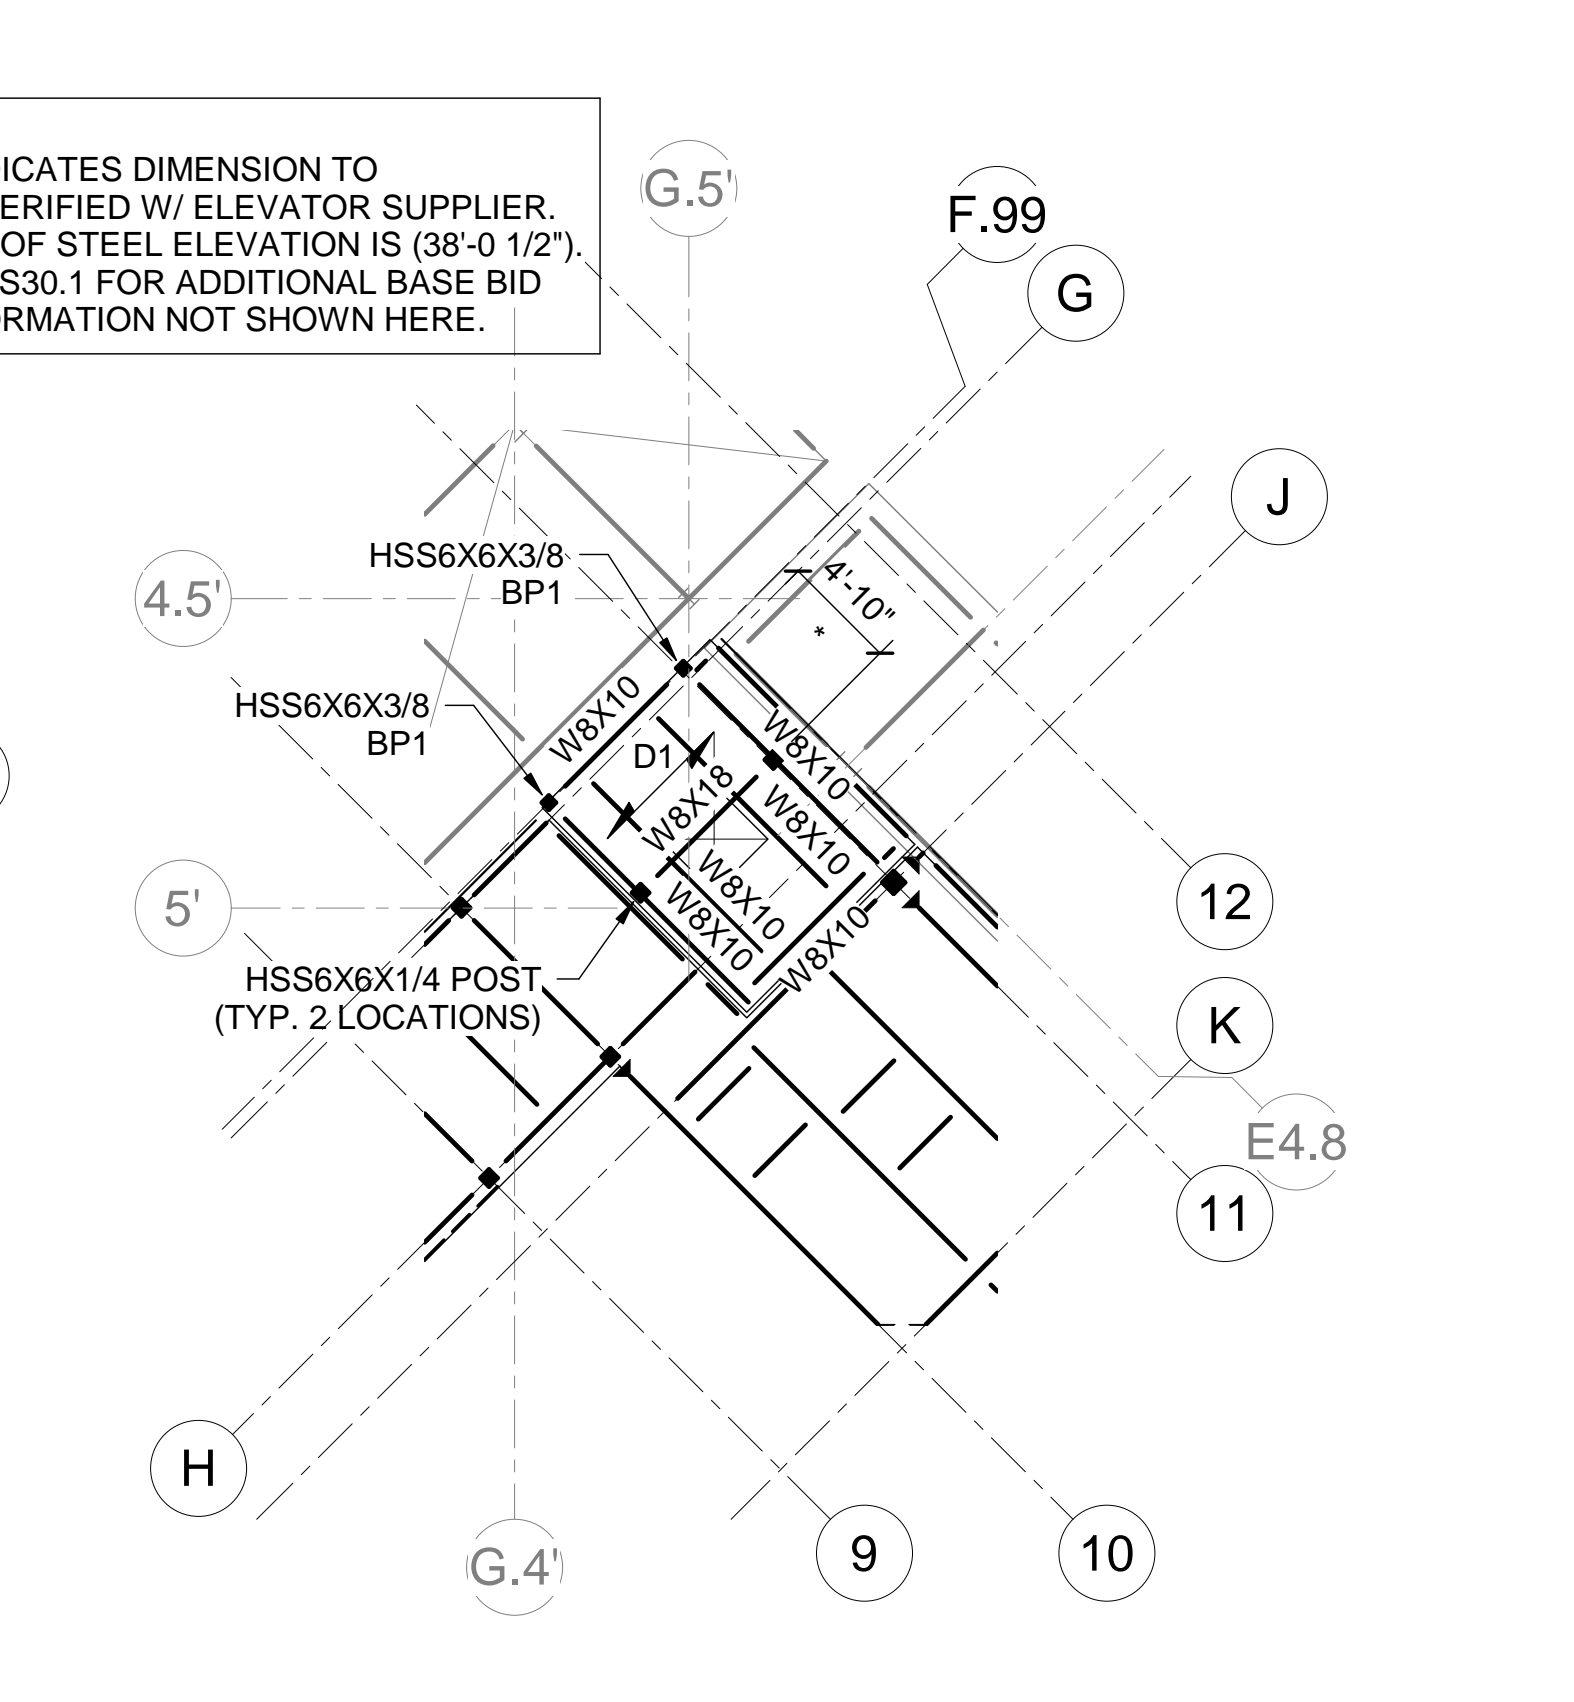 DICATES DIMENSION TO
ERIFIED W/ ELEVATOR SUPPLIER.
OF STEEL ELEVATION IS (38'-0 1/2").
S30.1 FOR ADDITIONAL BASE BID
ORMATION NOT SHOWN HERE.
G.5'
F.99
G
J
4.5'
HSS6X6X3/8
BP1
4'-10"
*
HSS6X6X3/8
BP1
W8X10
D1
W8X10
W8X18
W8X10
W8X10
W8X10
W8X10
5'
12
HSS6X6X1/4 POST
(TYP. 2 LOCATIONS)
K
E4.8
11
H
9
10
G.4'